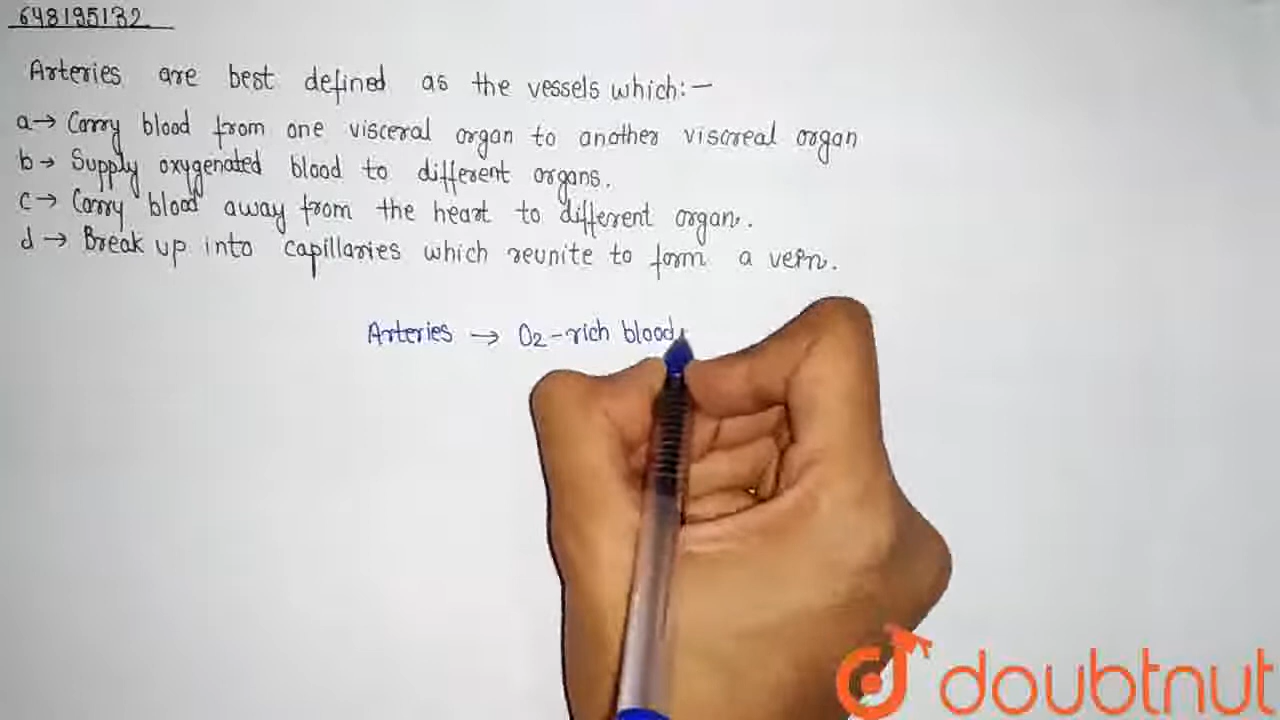 648195132
Arteries are best defined as the vessels which:-
a→ Carry blood from one visceral organ to another viscreal organ
b→ Supply oxygenated blood to different organs.
c→ Carry blood away from the heart to different organ.
d→ Break up into capillaries which reunite to form a vein.
Arteries → O2-rich blood
doubtnut